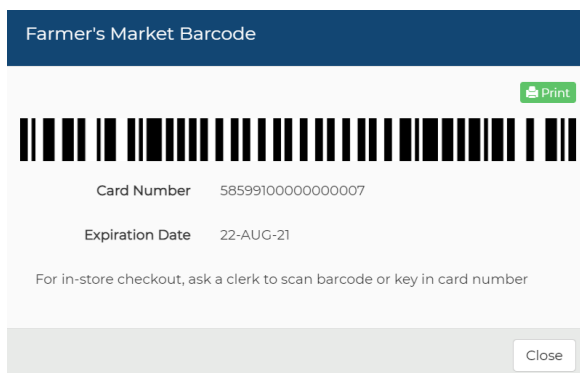 Farmer's Market Barcode
Print
Card Number 58599100000000007
Expiration Date 22-AUG-21
For in-store checkout, ask a clerk to scan barcode or key in card number
Close